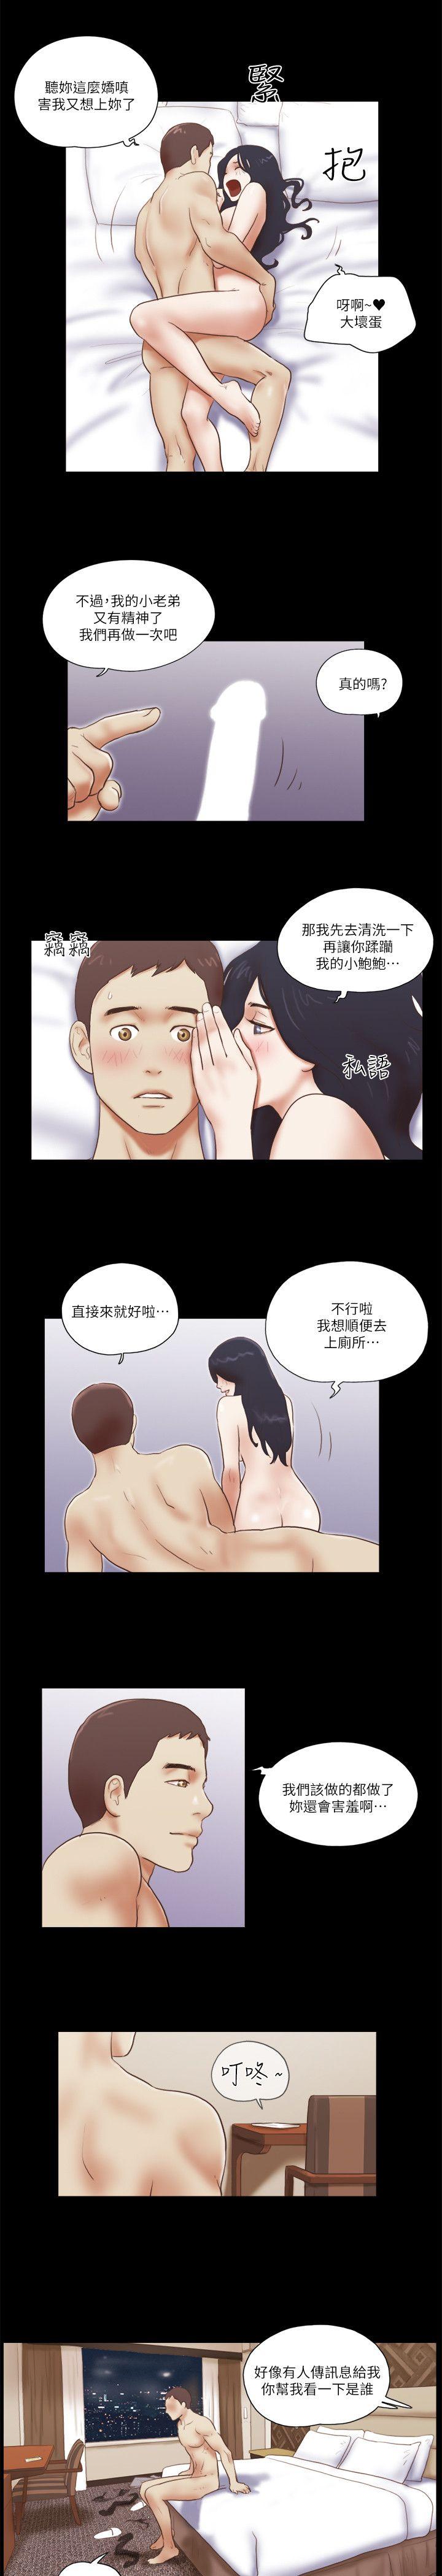 聽妳這麼嬌嗔
害我又想上妳了
緊
抱
呀啊~♥
大壞蛋
不過,我的小老弟
又有精神了
我們再做一次吧
真的嗎?
竊竊
那我先去清洗一下
再讓你蹂躪
我的小鮑鮑…
私語
直接來就好啦…
不行啦
我想順便去
上廁所…
我們該做的都做了
妳還會害羞啊…
叮咚~
好像有人傳訊息給我
你幫我看一下是誰